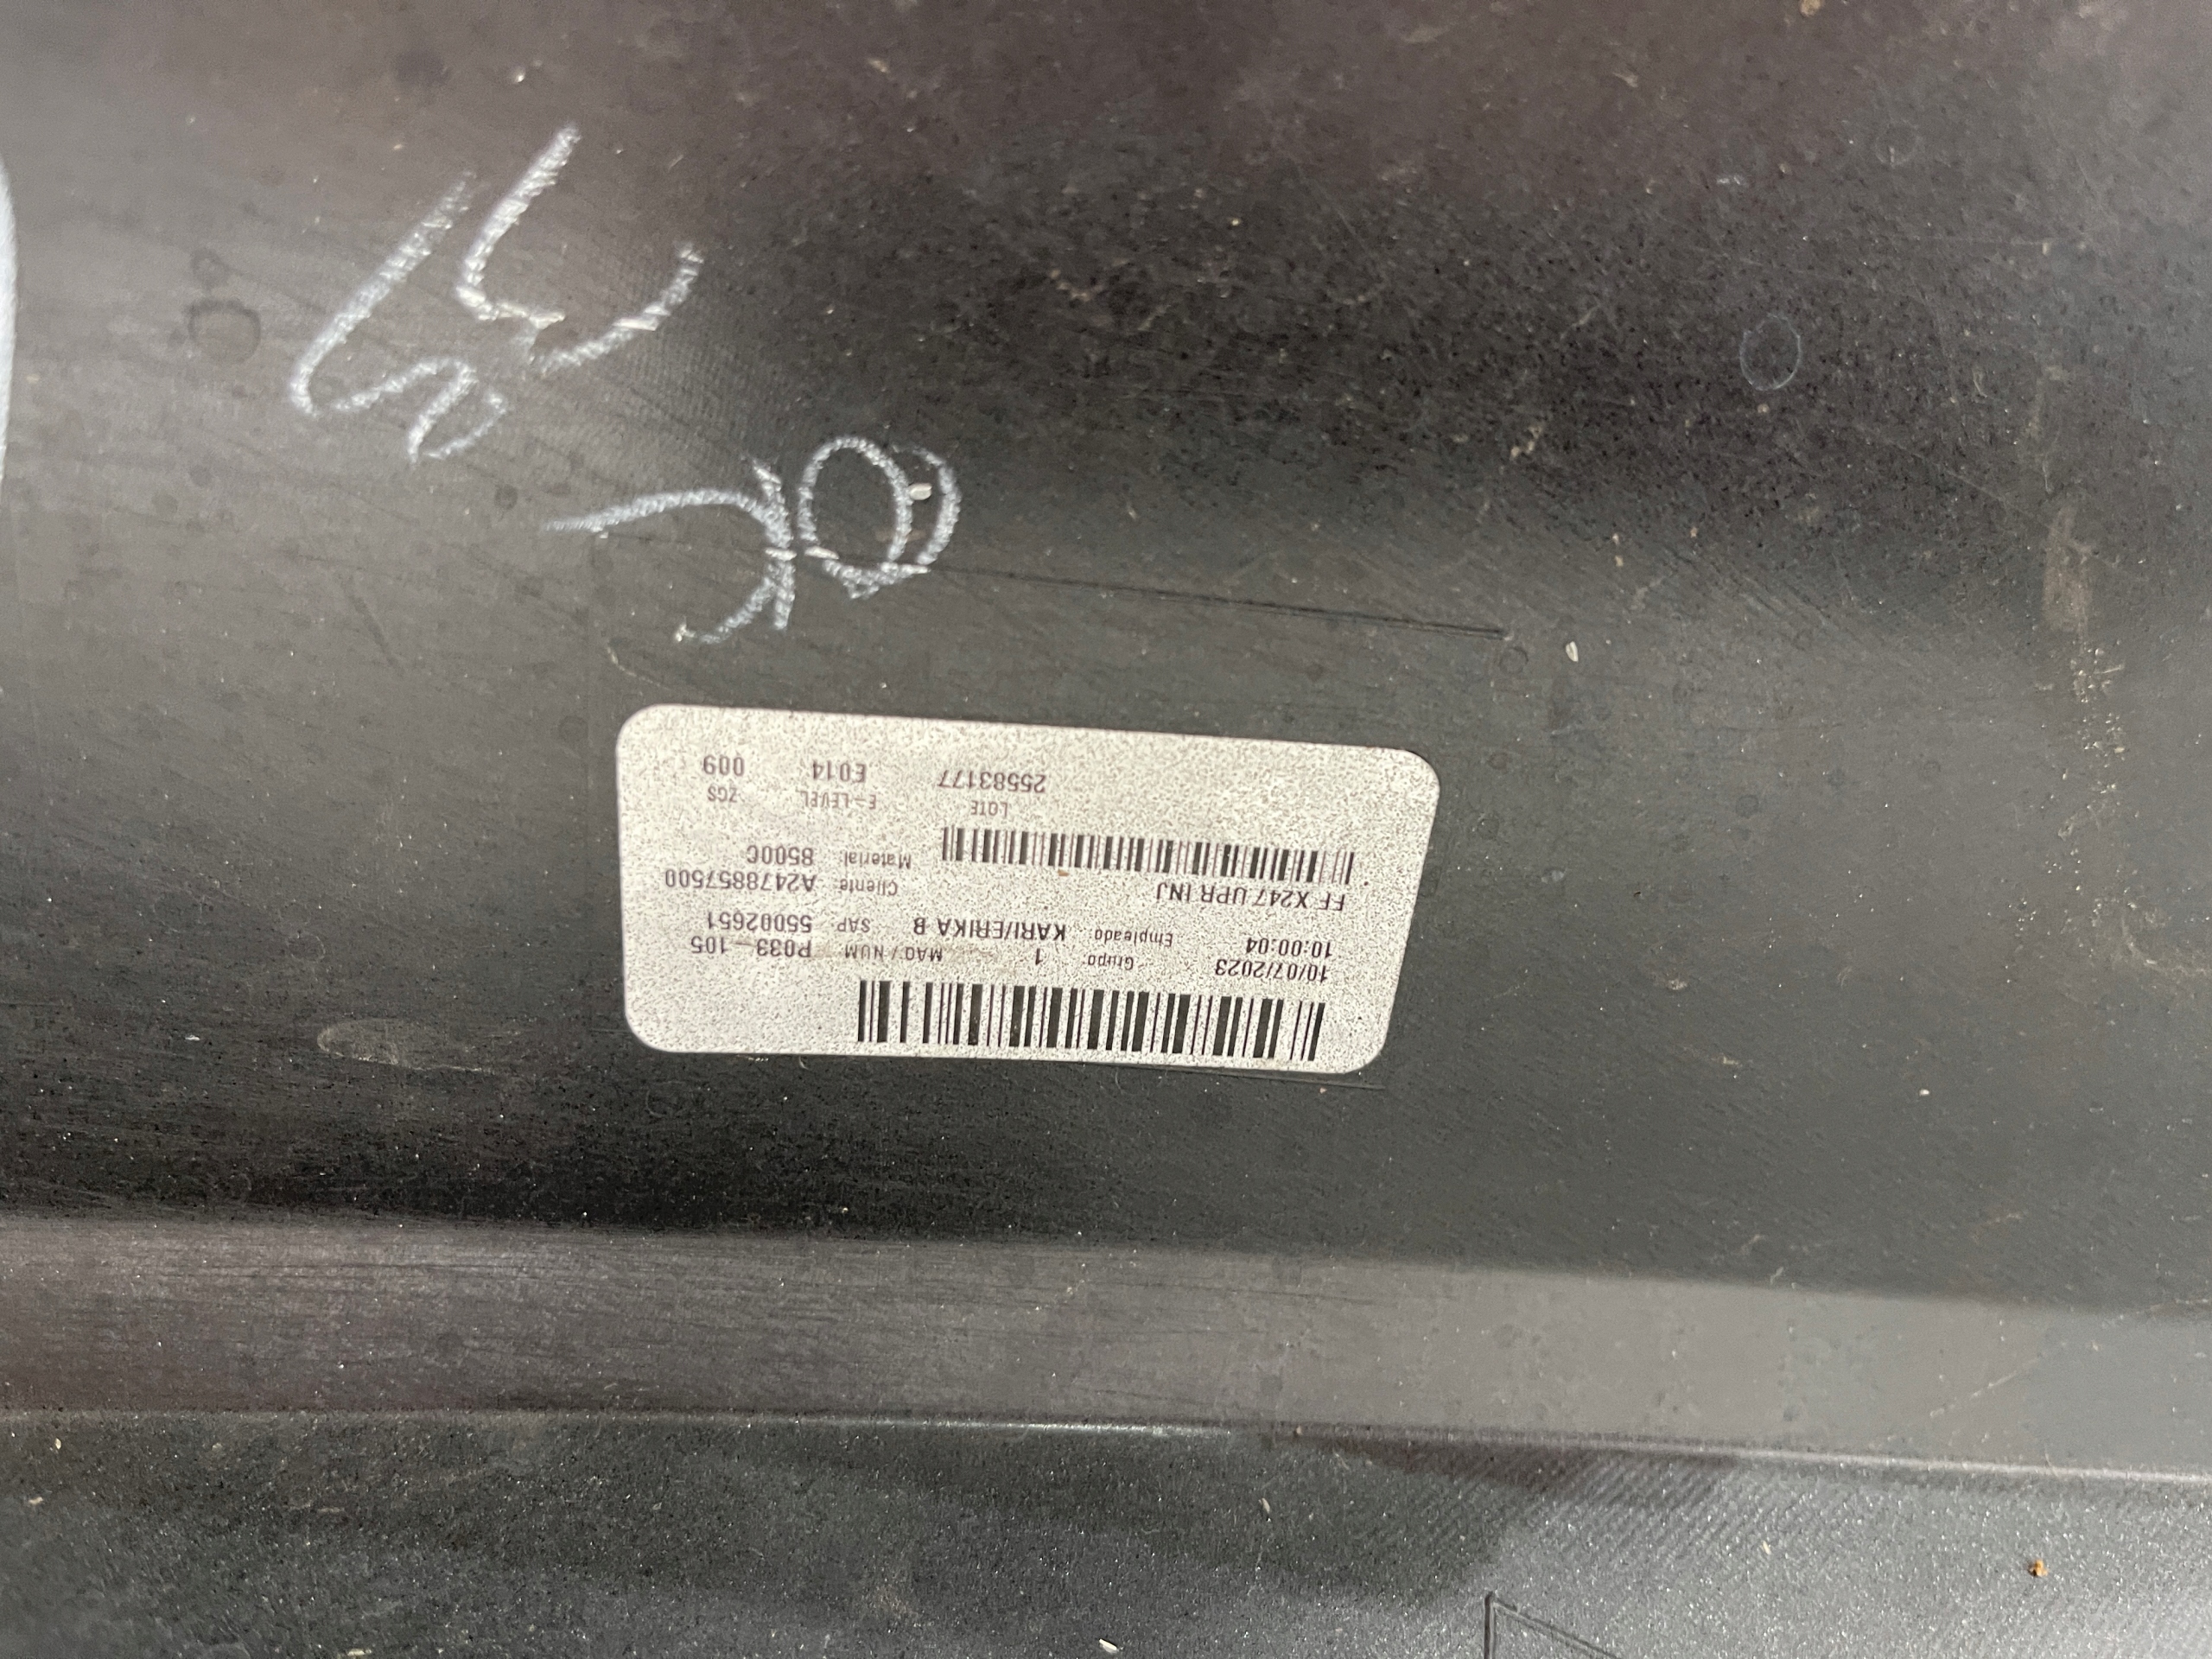 10/07/2023 Grupo: 1 MAQ / NUM P033-105
10:00:04 Empleado: KARI/ERIKA B SAP: 55002651
FF X247 UPR INJ Cliente: A2478857500
Material: 8500C
LOTE E-LEVEL ZGS
25583177 E014 009
OK